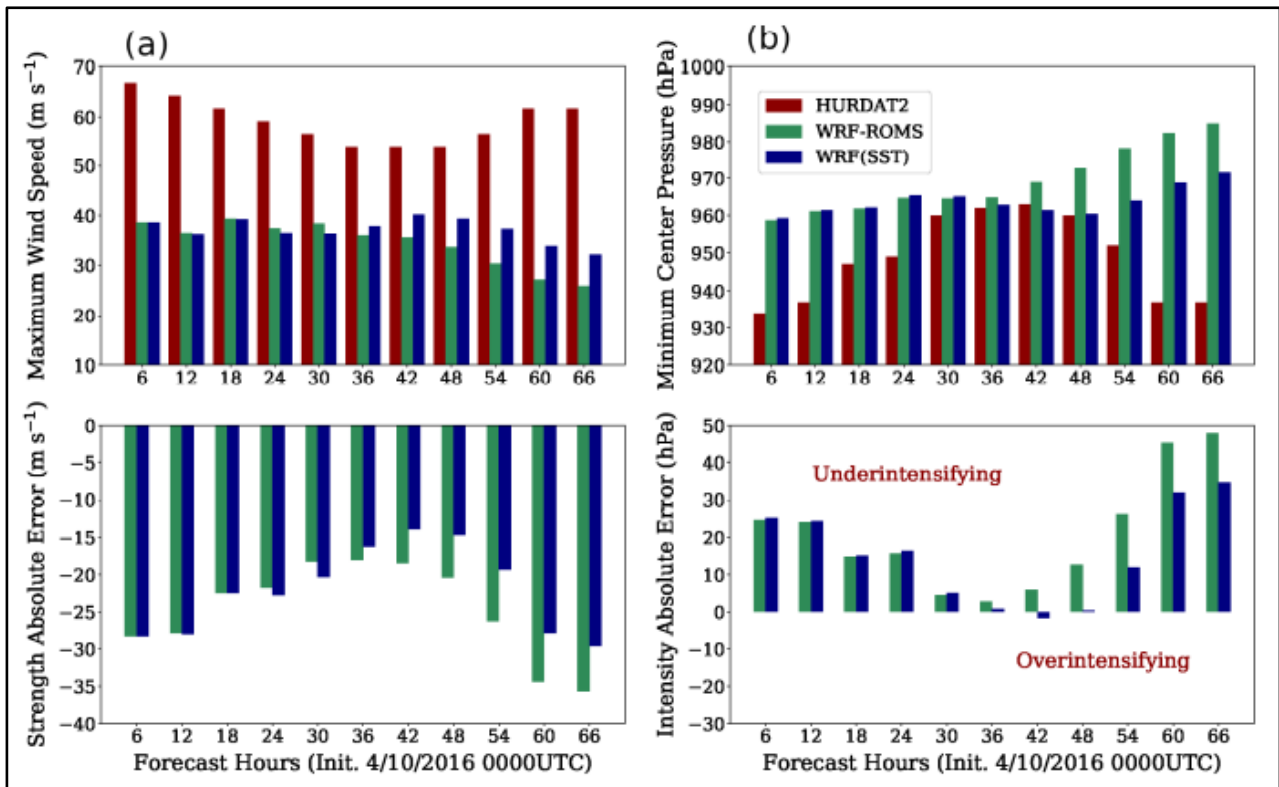 (a)
Maximum Wind Speed (m s⁻¹)
70
60
50
40
30
20
10
6 12 18 24 30 36 42 48 54 60 66
(b)
Minimum Center Pressure (hPa)
1000
990
980
970
960
950
940
930
920
HURDAT2
WRF-ROMS
WRF(SST)
6 12 18 24 30 36 42 48 54 60 66
Strength Absolute Error (m s⁻¹)
0
−5
−10
−15
−20
−25
−30
−35
−40
6 12 18 24 30 36 42 48 54 60 66
Forecast Hours (Init. 4/10/2016 0000UTC)
Intensity Absolute Error (hPa)
50
40
30
20
10
0
−10
−20
−30
Underintensifying
Overintensifying
6 12 18 24 30 36 42 48 54 60 66
Forecast Hours (Init. 4/10/2016 0000UTC)